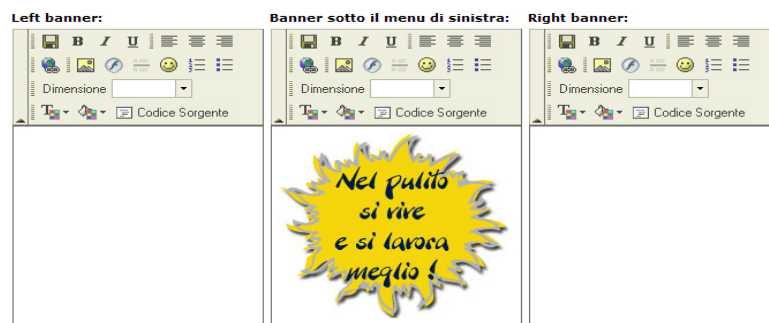 Left banner:
Banner sotto il menu di sinistra:
Right banner:
B I U
B I U
B I U
Dimensione
Dimensione
Dimensione
Codice Sorgente
Codice Sorgente
Codice Sorgente
Nel pulito
si vive
e si lavora
meglio !